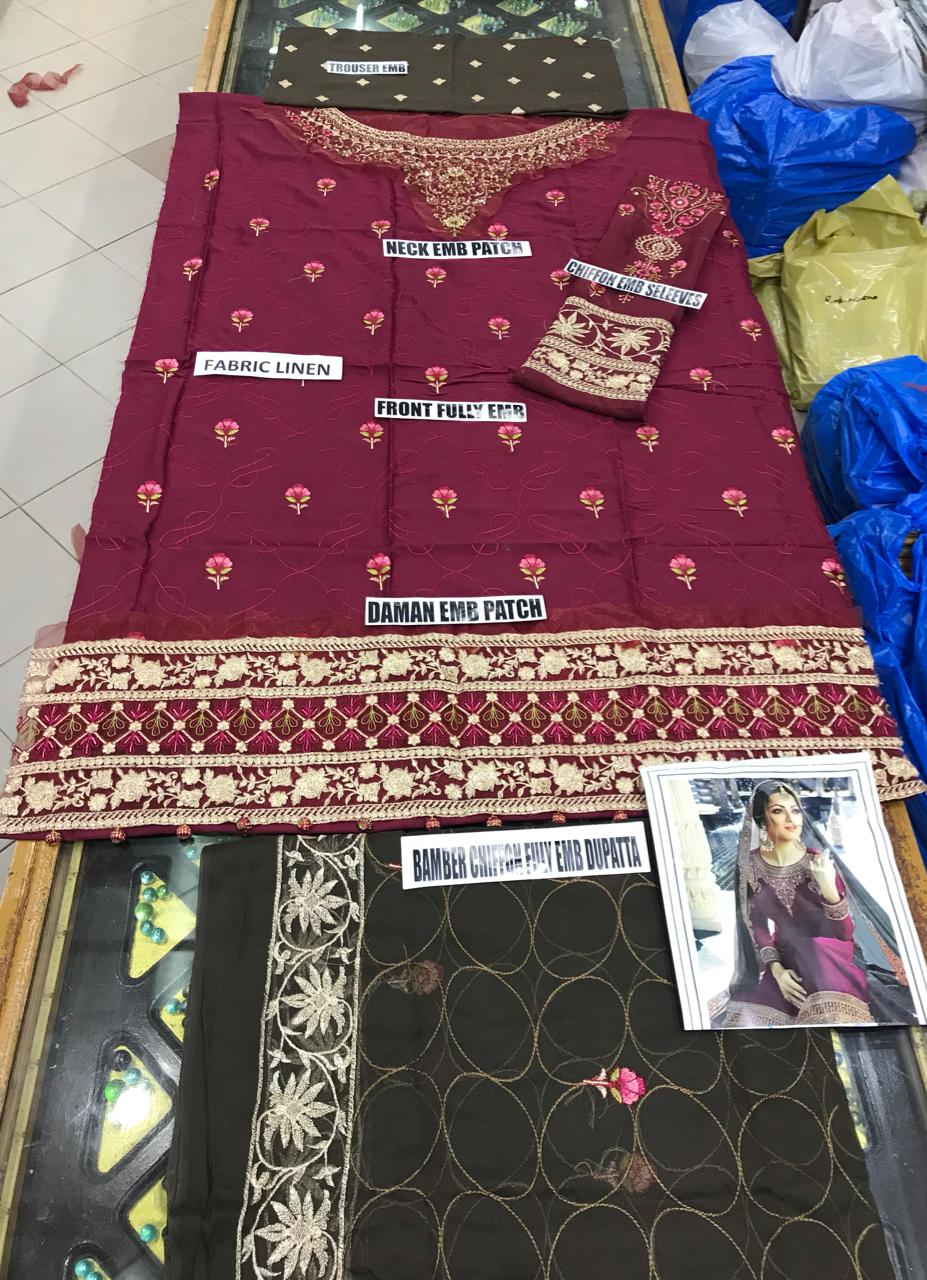 TROUSER EMB
NECK EMB PATCH
CHIFFON EMB SELEEVES
FABRIC LINEN
FRONT FULLY EMB
DAMAN EMB PATCH
BAMBER CHIFFON FULY EMB DUPATTA